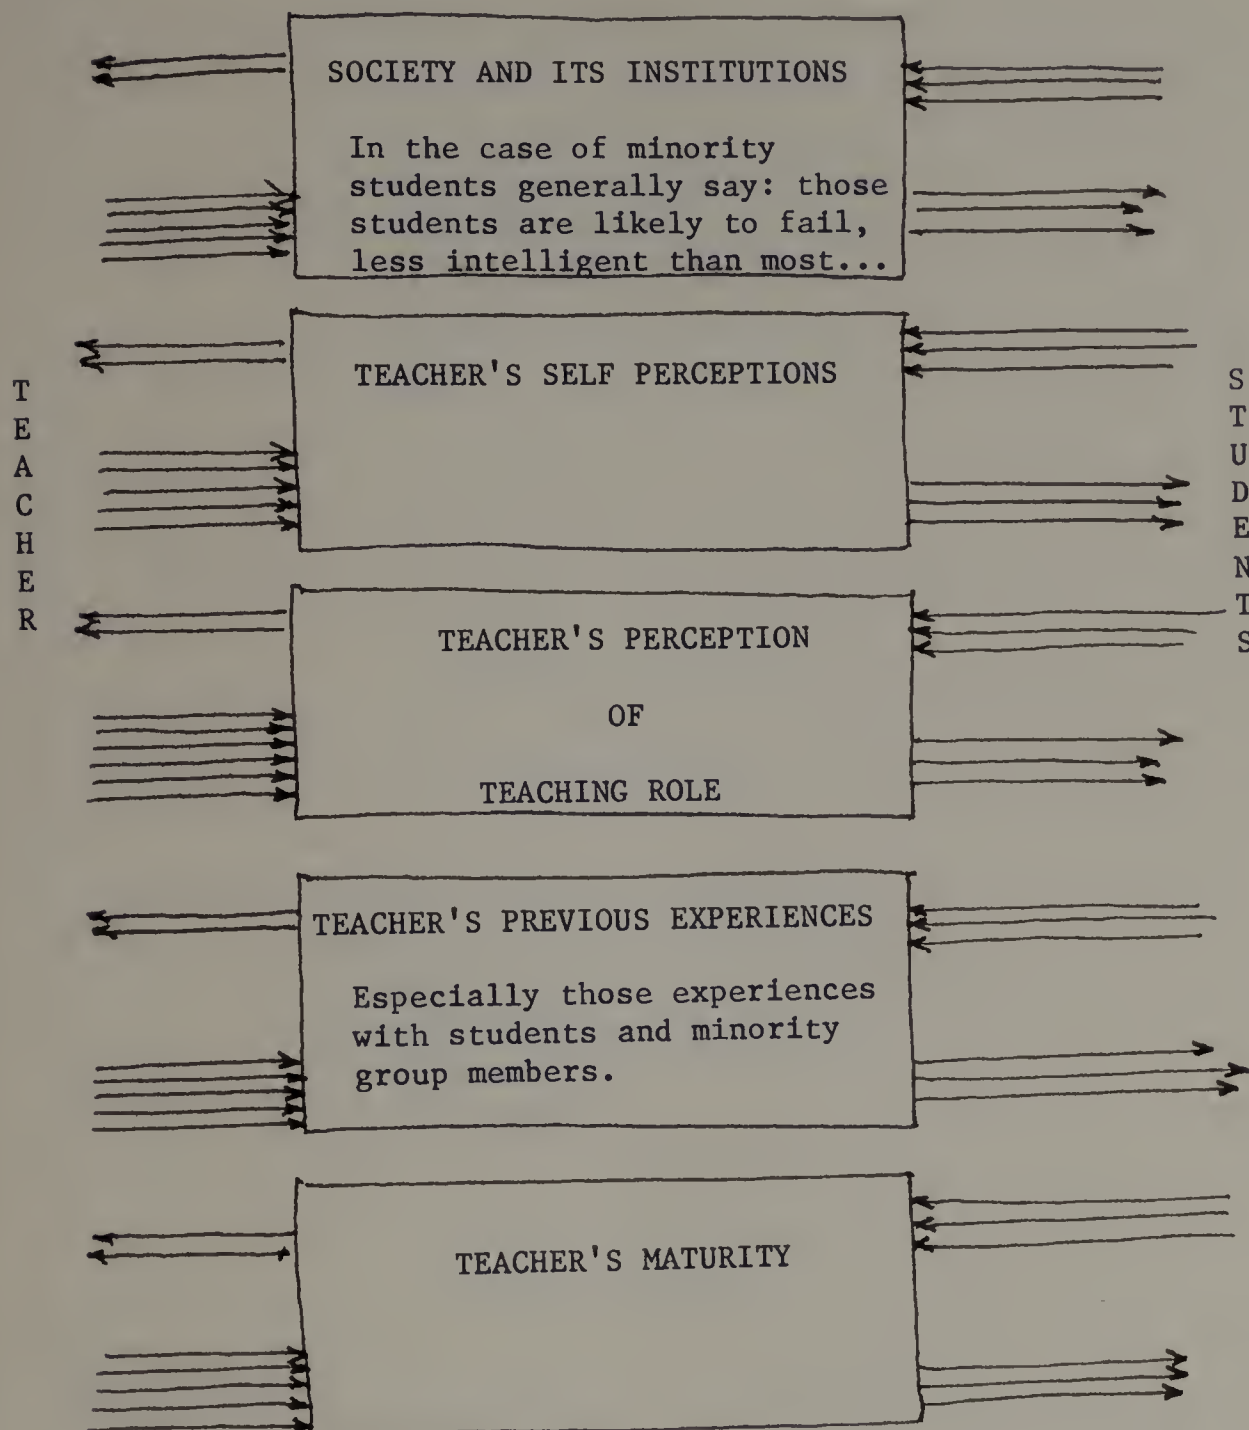 SOCIETY AND ITS INSTITUTIONS
In the case of minority
students generally say: those
students are likely to fail,
less intelligent than most...
TEACHER'S SELF PERCEPTIONS
TEACHER
STUDENTS
TEACHER'S PERCEPTION
OF
TEACHING ROLE
TEACHER'S PREVIOUS EXPERIENCES
Especially those experiences
with students and minority
group members.
TEACHER'S MATURITY